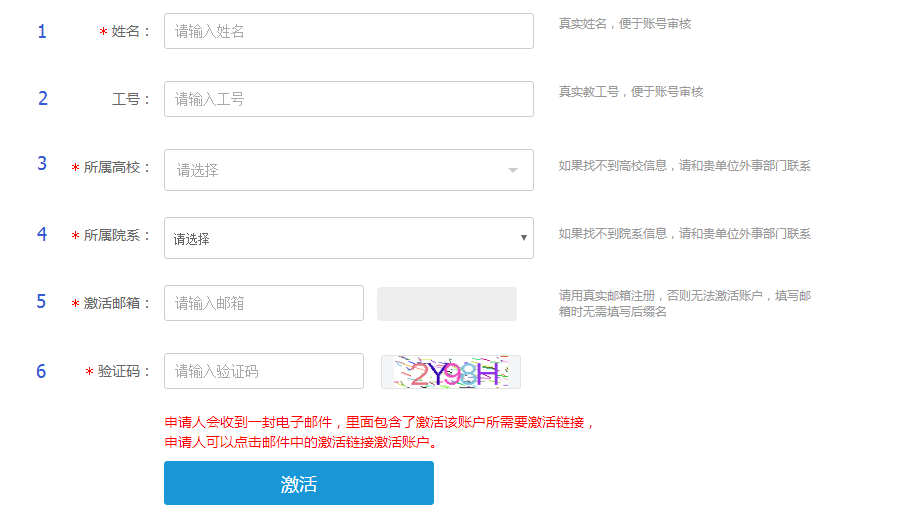 1 * 姓名： 请输入姓名 真实姓名，便于账号审核
2 工号： 请输入工号 真实教工号，便于账号审核
3 * 所属高校： 请选择 如果找不到高校信息，请和贵单位外事部门联系
4 * 所属院系： 请选择 如果找不到院系信息，请和贵单位外事部门联系
5 * 激活邮箱： 请输入邮箱 请用真实邮箱注册，否则无法激活账户，填写邮
箱时无需填写后缀名
6 * 验证码： 请输入验证码 2Y98H
申请人会收到一封电子邮件，里面包含了激活该账户所需要激活链接，
申请人可以点击邮件中的激活链接激活账户。
激活